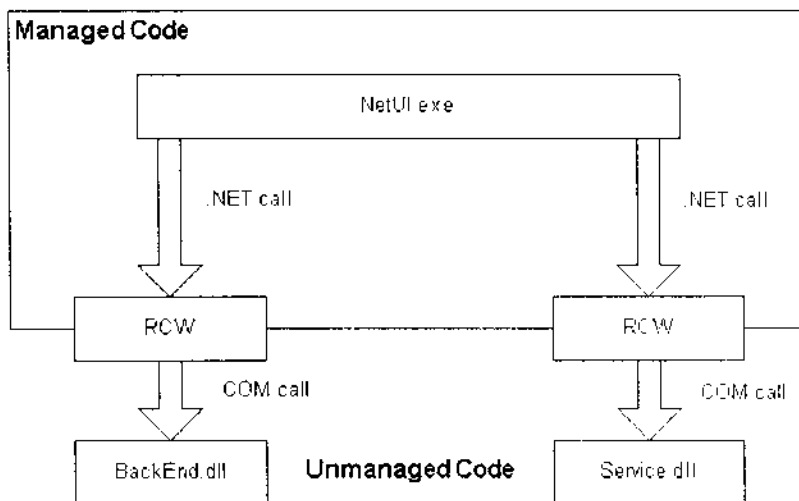 Managed Code
NetUI.exe
.NET call
.NET call
RCW
RCW
COM call
COM call
BackEnd.dll
Unmanaged Code
Service.dll